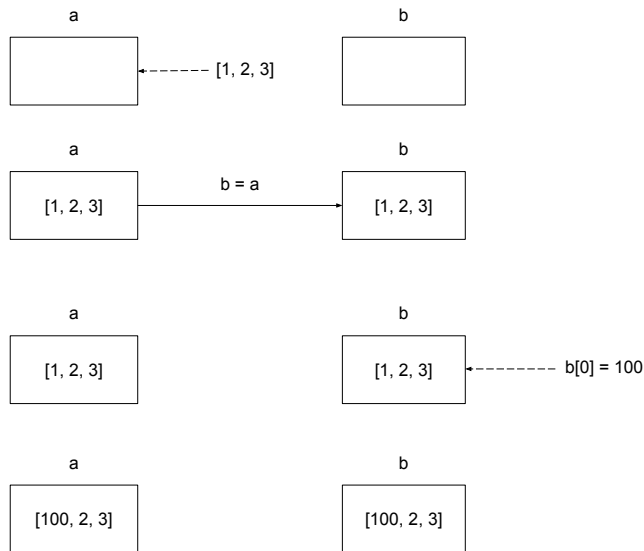 a b
[1, 2, 3]
a b
[1, 2, 3] b = a [1, 2, 3]
a b
[1, 2, 3] [1, 2, 3] b[0] = 100
a b
[100, 2, 3] [100, 2, 3]